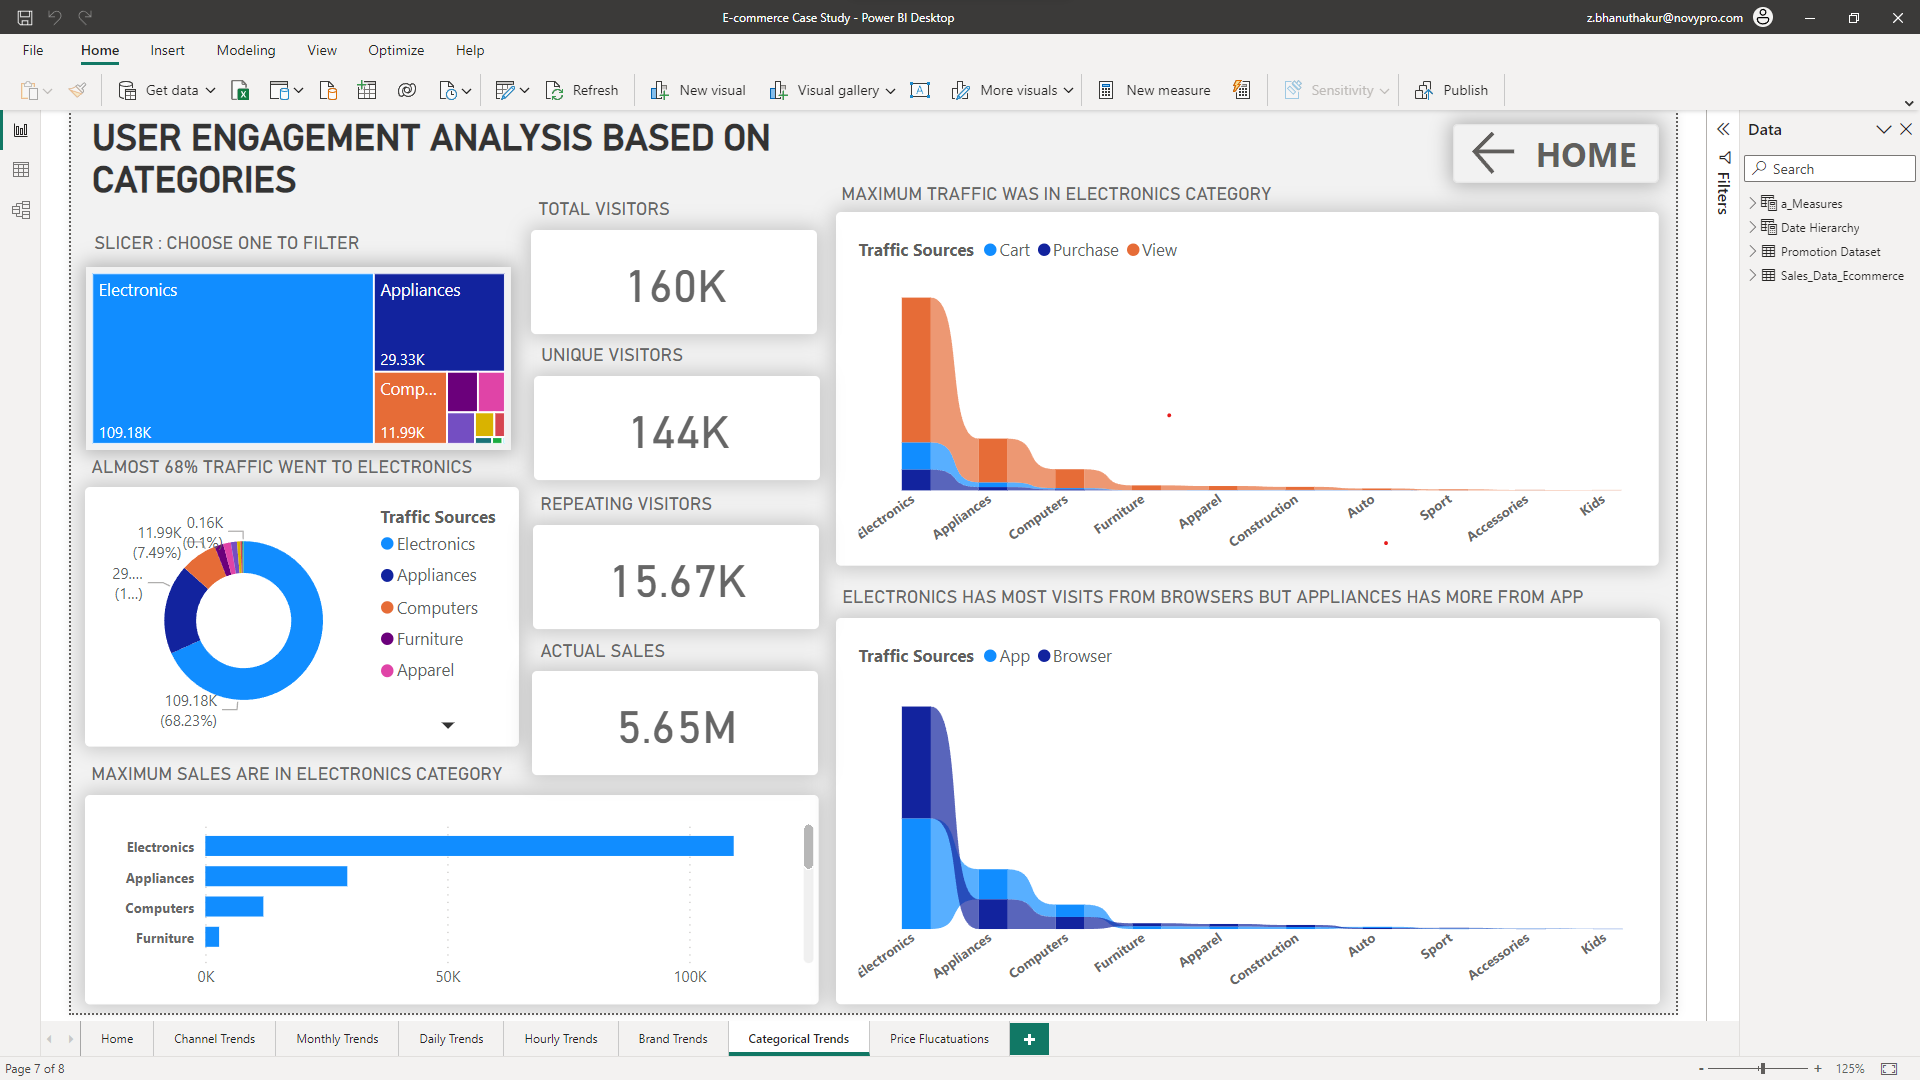 E-commerce Case Study - Power BI Desktop
z.bhanuthakur@novypro.com
File
Home
Insert
Modeling
View
Optimize
Help
Get data
Refresh
New visual
A
Visual gallery
More visuals
New measure
Sensitivity
Publish
USER ENGAGEMENT ANALYSIS BASED ON
CATEGORIES
HOME
SLICER : CHOOSE ONE TO FILTER
Electronics
109.18K
Appliances
29.33K
Comp...
11.99K
ALMOST 68% TRAFFIC WENT TO ELECTRONICS
0.16K
(0.1%)
11.99K
(7.49%)
29....
(1...)
109.18K
(68.23%)
Traffic Sources
Electronics
Appliances
Computers
Furniture
Apparel
TOTAL VISITORS
160K
UNIQUE VISITORS
144K
REPEATING VISITORS
15.67K
ACTUAL SALES
5.65M
MAXIMUM SALES ARE IN ELECTRONICS CATEGORY
Electronics
Appliances
Computers
Furniture
0K
50K
100K
MAXIMUM TRAFFIC WAS IN ELECTRONICS CATEGORY
Traffic Sources Cart Purchase View
Electronics
Appliances
Computers
Furniture
Apparel
Construction
Auto
Sport
Accessories
Kids
ELECTRONICS HAS MOST VISITS FROM BROWSERS BUT APPLIANCES HAS MORE FROM APP
Traffic Sources App Browser
Electronics
Appliances
Computers
Furniture
Apparel
Construction
Auto
Sport
Accessories
Kids
Filters
Data
Search
a_Measures
Date Hierarchy
Promotion Dataset
Sales_Data_Ecommerce
Home
Channel Trends
Monthly Trends
Daily Trends
Hourly Trends
Brand Trends
Categorical Trends
Price Flucatuations
Page 7 of 8
125%